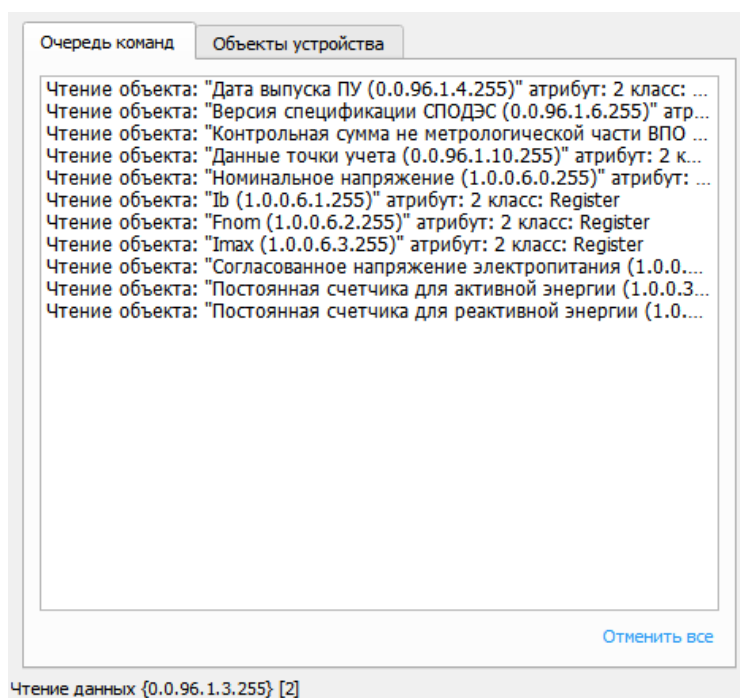 Очередь команд
Объекты устройства
Чтение объекта: "Дата выпуска ПУ (0.0.96.1.4.255)" атрибут: 2 класс: ...
Чтение объекта: "Версия спецификации СПОДЭС (0.0.96.1.6.255)" атр...
Чтение объекта: "Контрольная сумма не метрологической части ВПО ...
Чтение объекта: "Данные точки учета (0.0.96.1.10.255)" атрибут: 2 к...
Чтение объекта: "Номинальное напряжение (1.0.0.6.0.255)" атрибут: ...
Чтение объекта: "Ib (1.0.0.6.1.255)" атрибут: 2 класс: Register
Чтение объекта: "Fnom (1.0.0.6.2.255)" атрибут: 2 класс: Register
Чтение объекта: "Imax (1.0.0.6.3.255)" атрибут: 2 класс: Register
Чтение объекта: "Согласованное напряжение электропитания (1.0.0....
Чтение объекта: "Постоянная счетчика для активной энергии (1.0.0.3...
Чтение объекта: "Постоянная счетчика для реактивной энергии (1.0....
Отменить все
Чтение данных {0.0.96.1.3.255} [2]